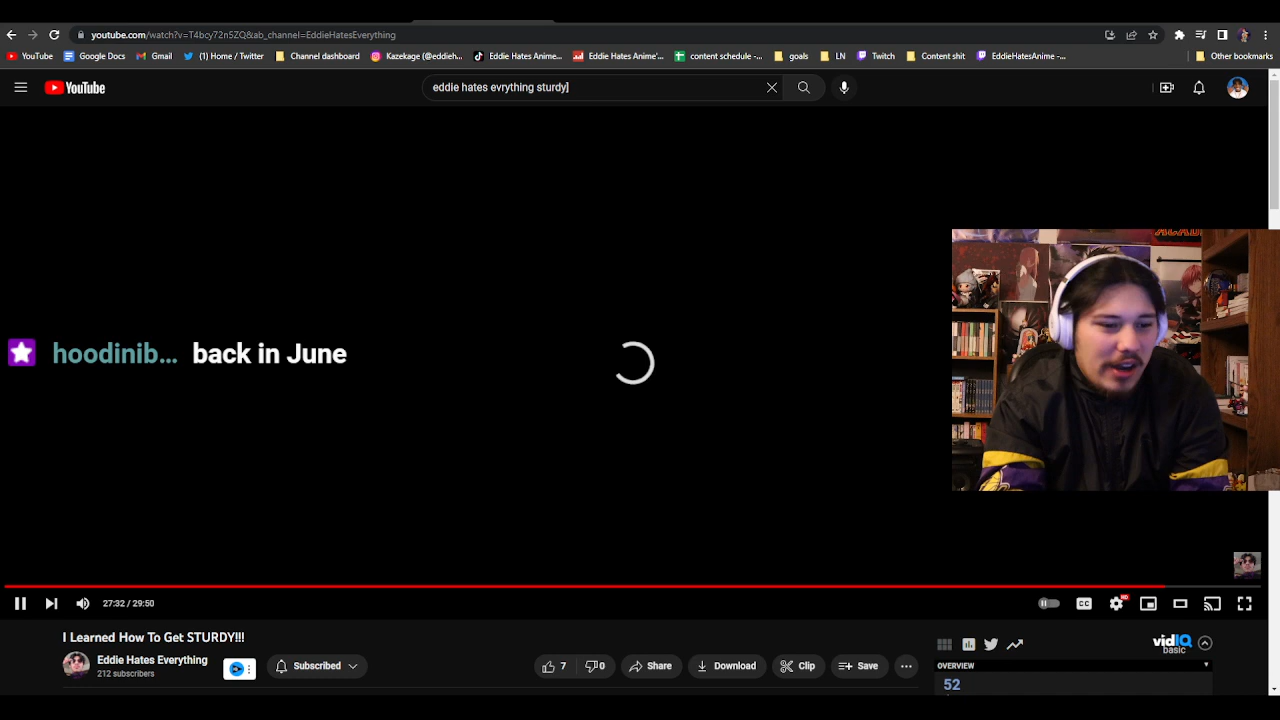 youtube.com/watch?v=T4bcy72n5ZQ&ab_channel=EddieHatesEverything
YouTube Google Docs Gmail (1) Home / Twitter Channel dashboard Kazekage (@eddieh... Eddie Hates Anime... Eddie Hates Anime'... content schedule -... goals LN Twitch Content shit EddieHatesAnime -... Other bookmarks
YouTube
eddie hates evrything sturdy
ACAD
hoodinib... back in June
27:32 / 29:50
CC HD
I Learned How To Get STURDY!!!
Eddie Hates Everything
212 subscribers
Subscribed
7 0 Share Download Clip Save
vidIQ
basic
OVERVIEW
52